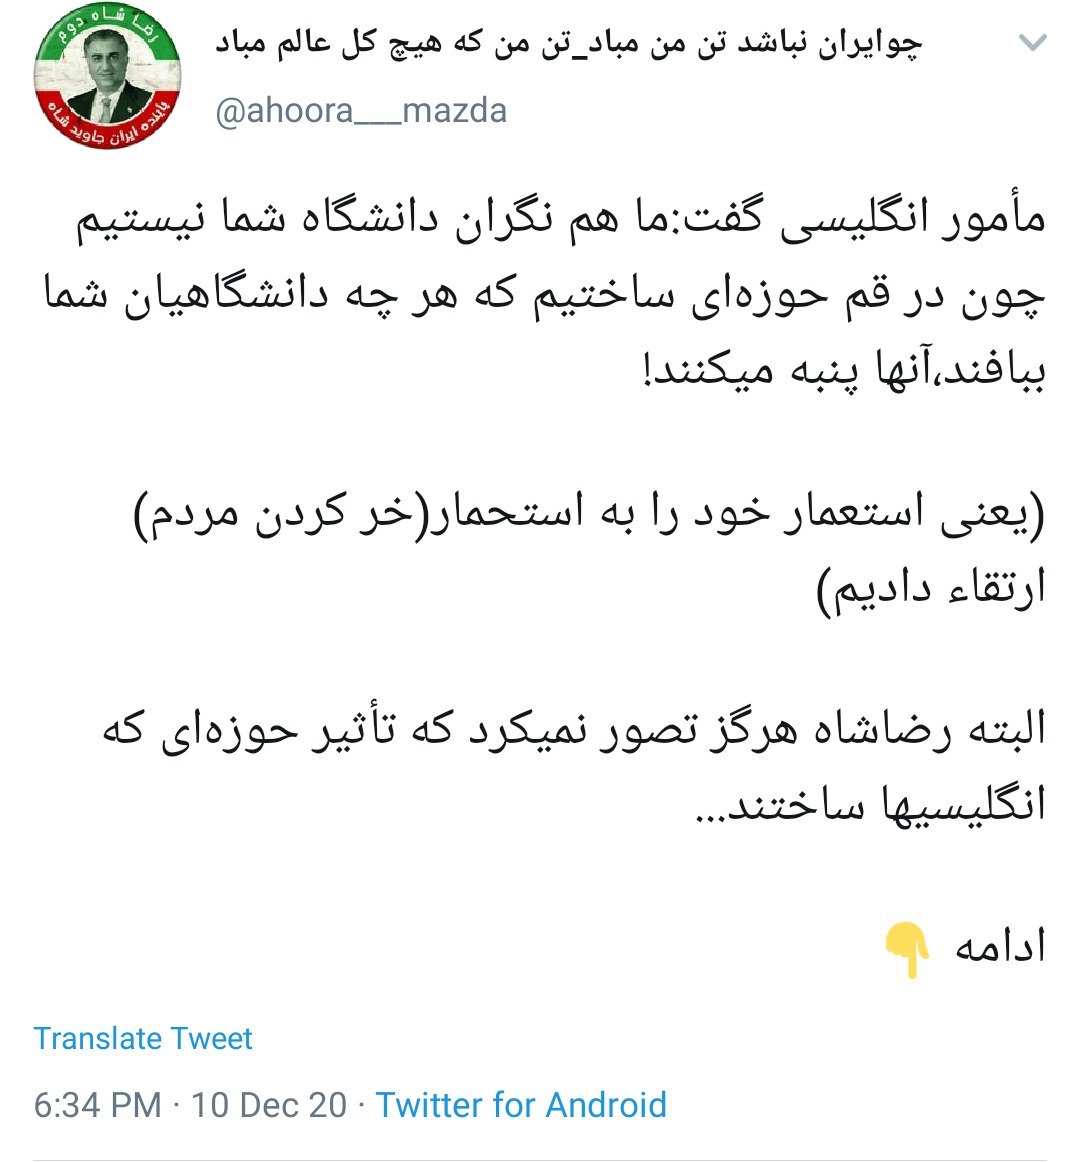 رضا شاه دوم
پاینده ایران جاوید شاه
چوایران نباشد تن من مباد_تن من که هیچ کل عالم مباد
@ahoora___mazda
مأمور انگلیسی گفت:ما هم نگران دانشگاه شما نیستیم
چون در قم حوزه‌ای ساختیم که هر چه دانشگاهیان شما
ببافند،آنها پنبه میکنند!
(یعنی استعمار خود را به استحمار(خر کردن مردم)
ارتقاء دادیم)
البته رضاشاه هرگز تصور نمیکرد که تأثیر حوزه‌ای که
انگلیسیها ساختند...
ادامه 👇
Translate Tweet
6:34 PM · 10 Dec 20 · Twitter for Android